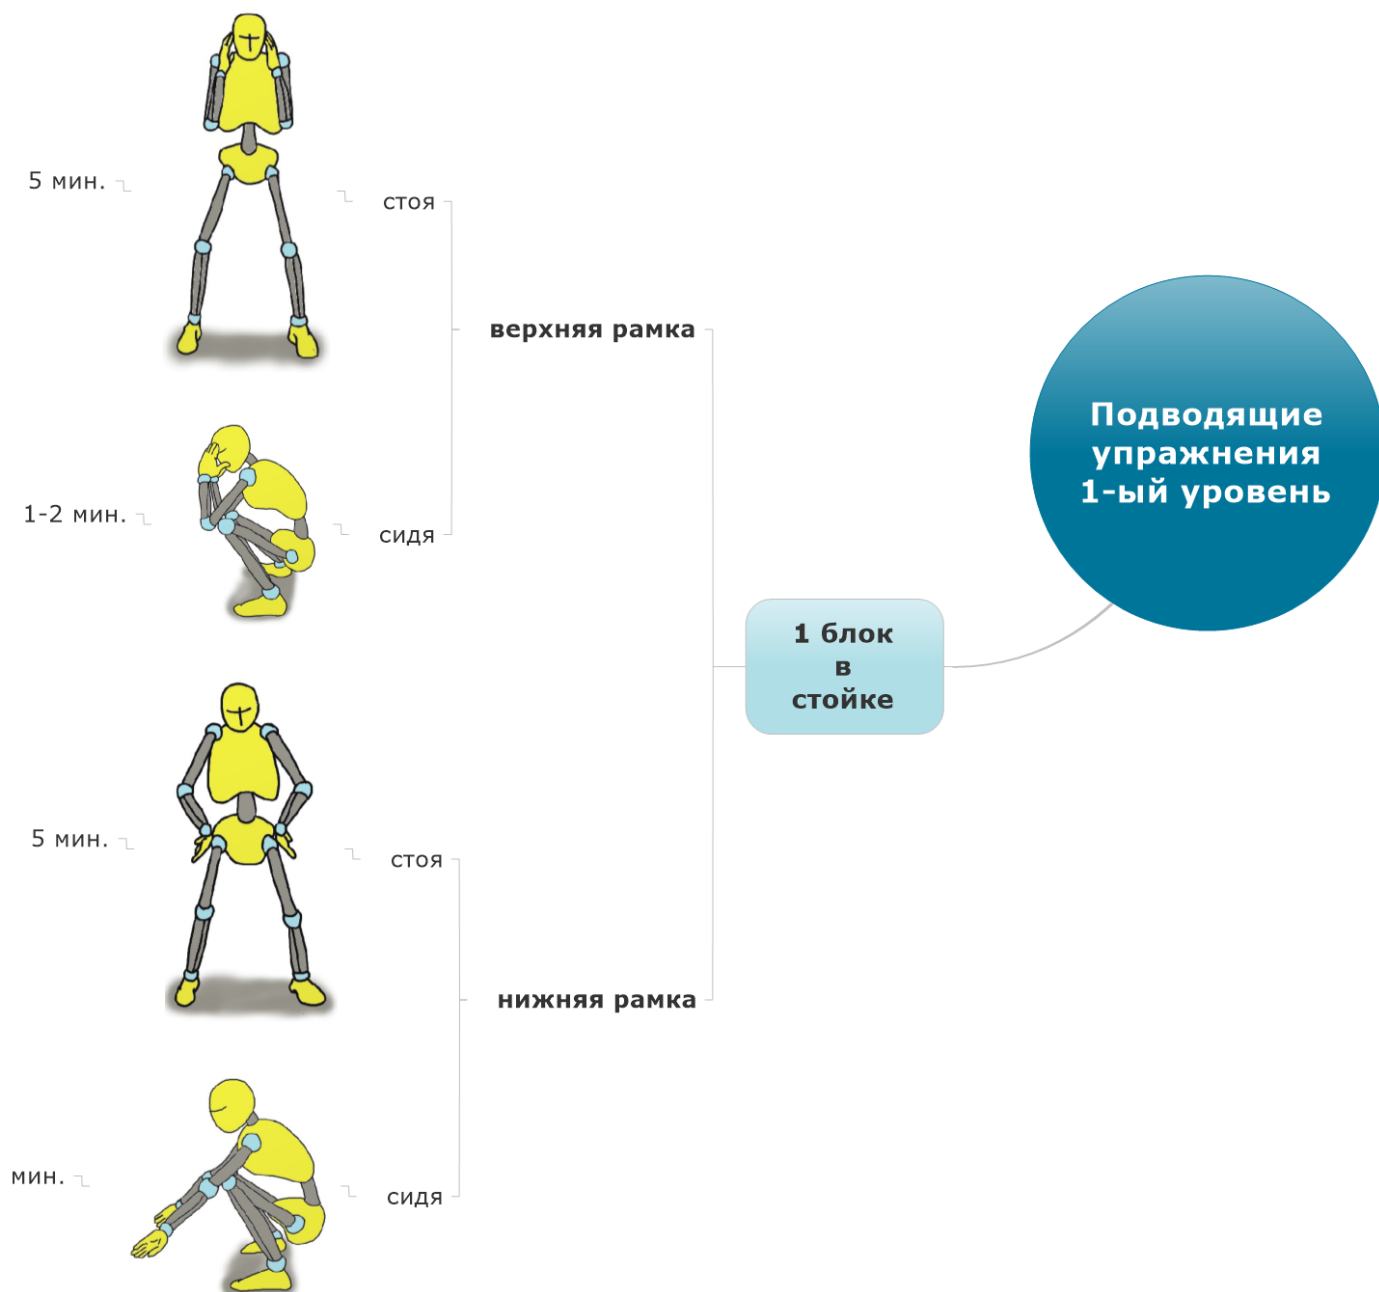 5 мин.
стоя
верхняя рамка
1-2 мин.
сидя
Подводящие
упражнения
1-ый уровень
1 блок
в
стойке
5 мин.
стоя
нижняя рамка
мин.
сидя